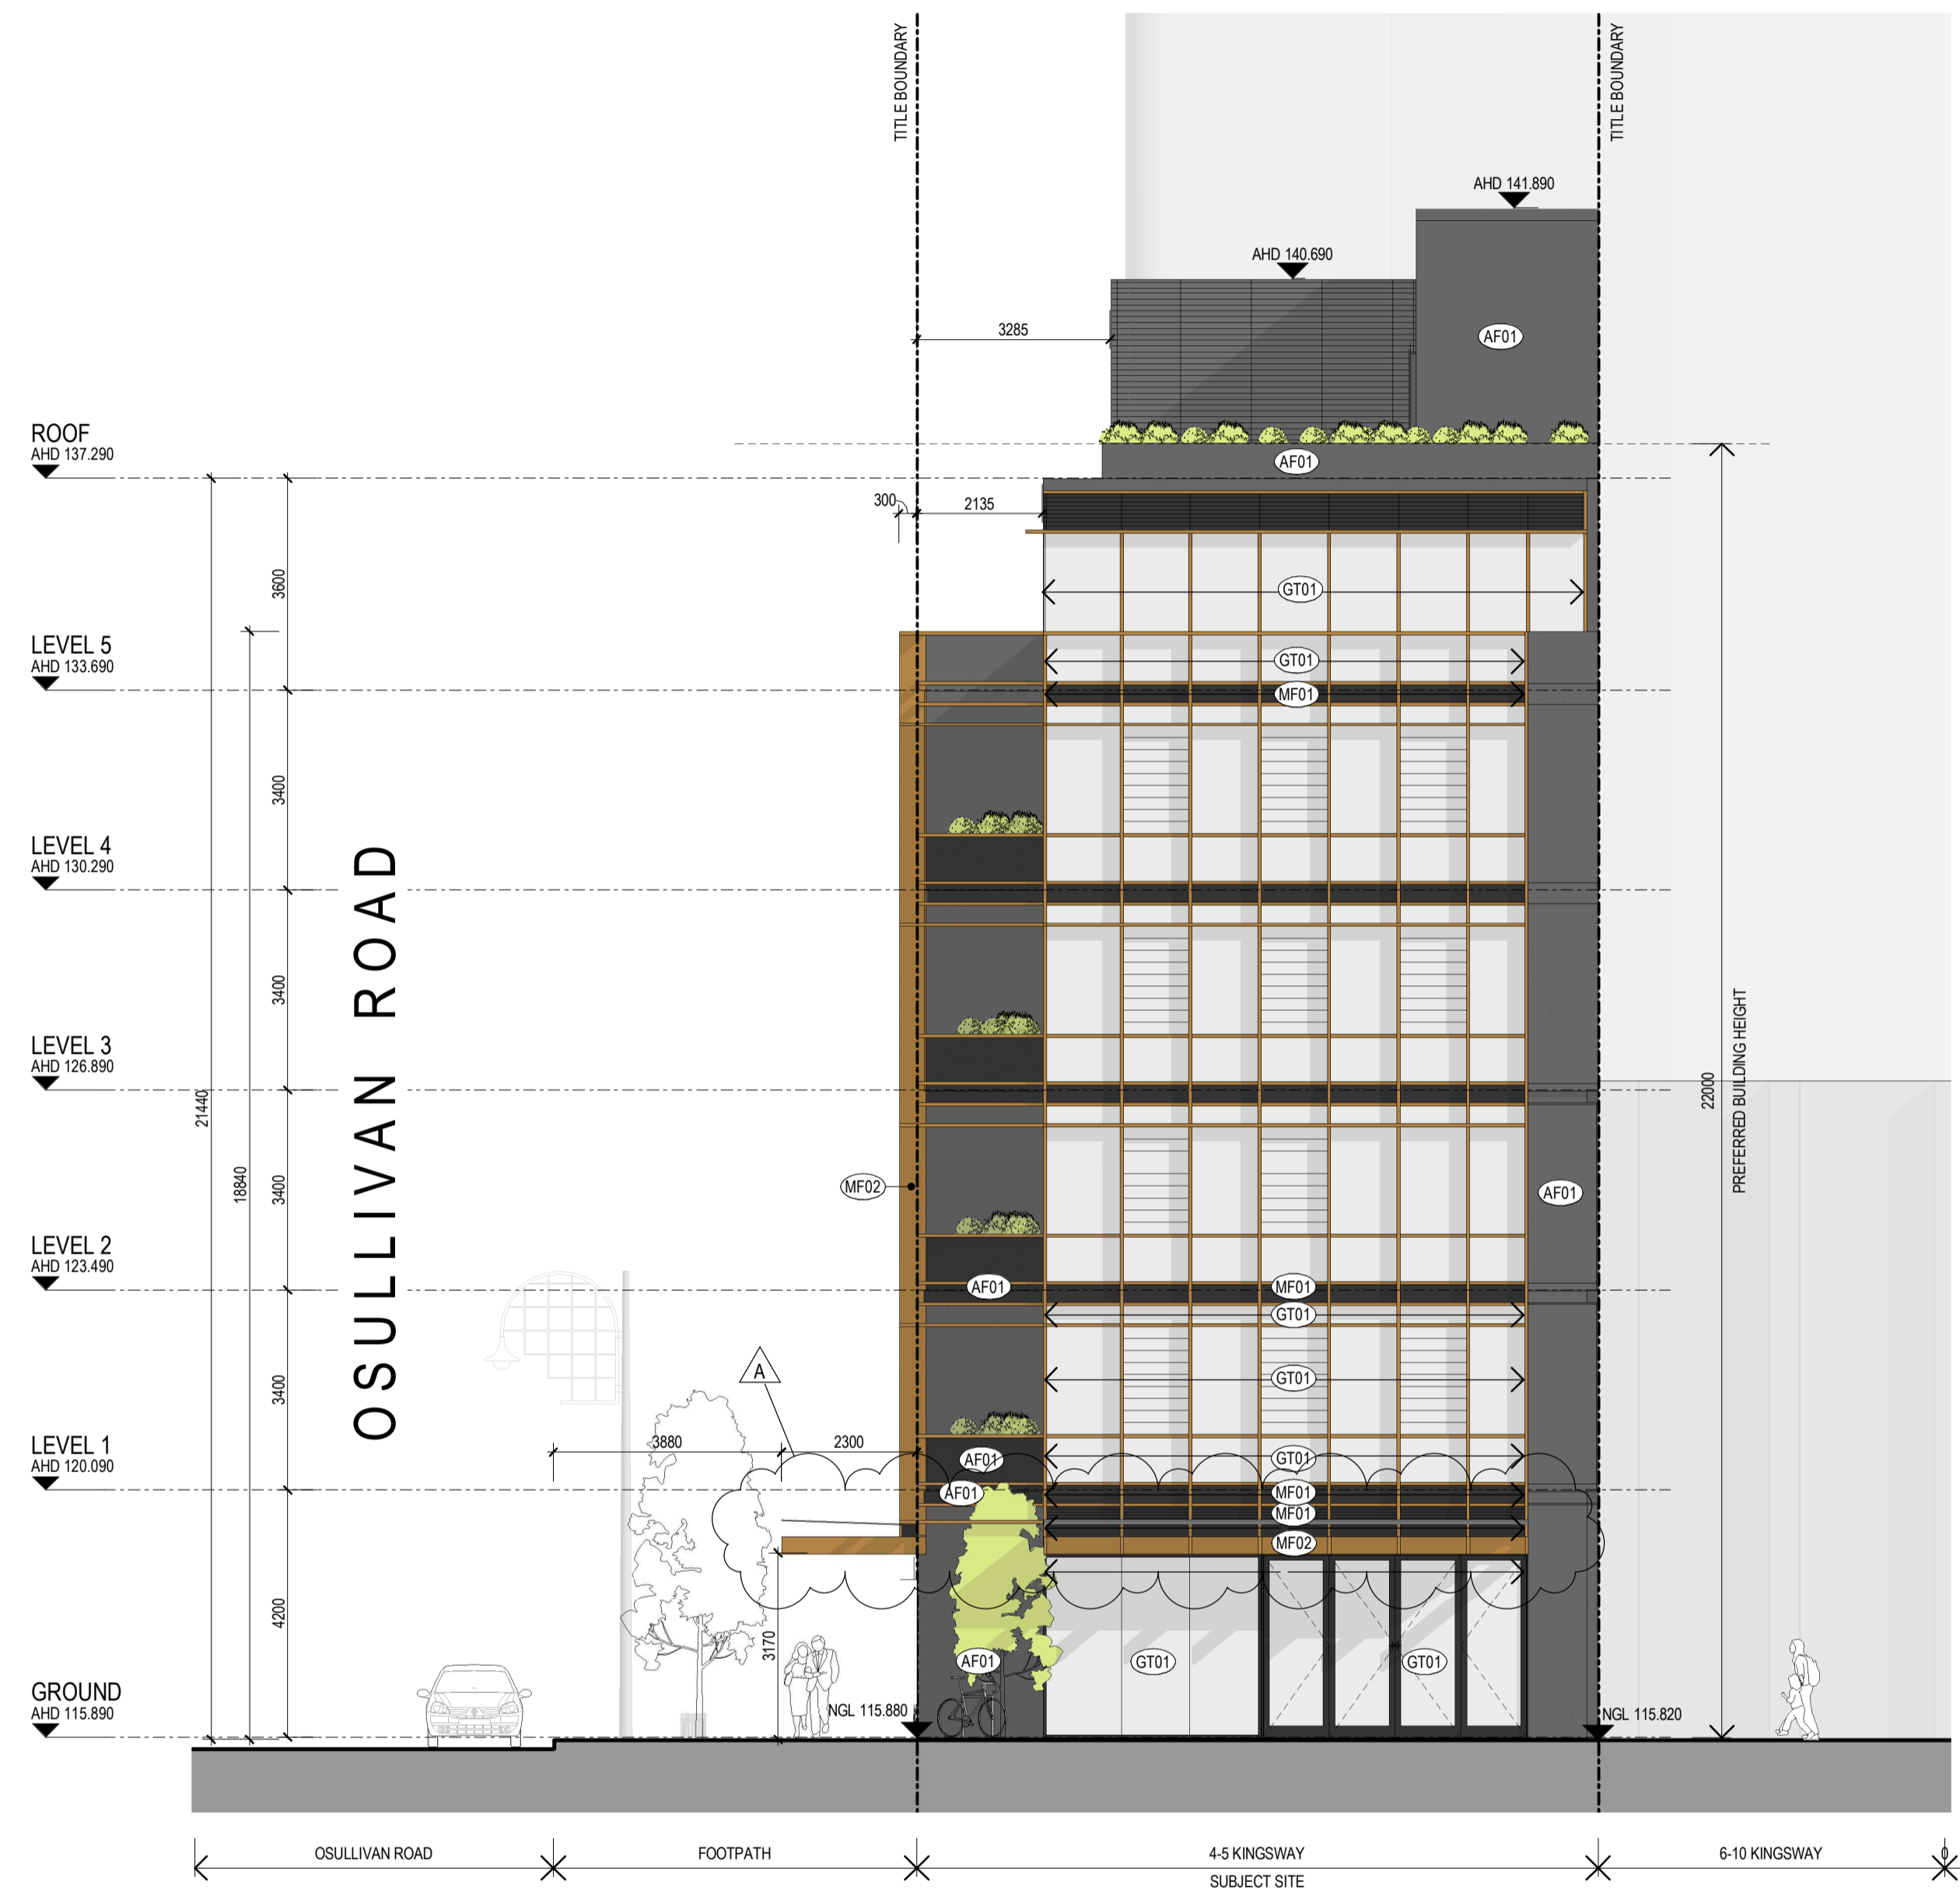 TITLE BOUNDARY
TITLE BOUNDARY
AHD 141.890
AHD 140.690
3285
AF01
ROOF
AHD 137.290
AF01
300
2135
3600
GT01
LEVEL 5
AHD 133.690
GT01
MF01
3400
LEVEL 4
AHD 130.290
OSULLIVAN ROAD
3400
LEVEL 3
AHD 126.890
21440
18840
3400
MF02
AF01
22000
PREFERRED BUILDING HEIGHT
LEVEL 2
AHD 123.490
AF01
MF01
GT01
3400
A
GT01
LEVEL 1
AHD 120.090
3880
2300
AF01
GT01
AF01
MF01
MF01
MF02
4200
3170
AF01
GT01
GT01
GROUND
AHD 115.890
NGL 115.880
NGL 115.820
OSULLIVAN ROAD
FOOTPATH
4-5 KINGSWAY
6-10 KINGSWAY
0
SUBJECT SITE